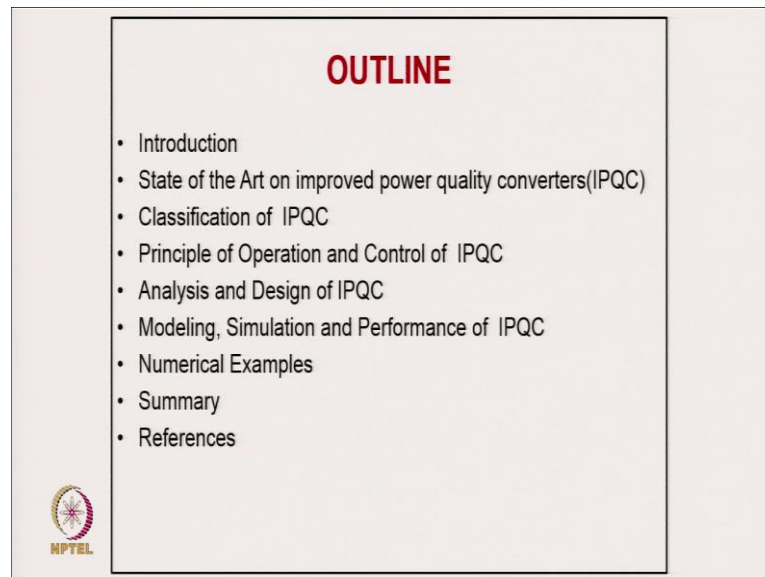 OUTLINE
• Introduction
• State of the Art on improved power quality converters(IPQC)
• Classification of IPQC
• Principle of Operation and Control of IPQC
• Analysis and Design of IPQC
• Modeling, Simulation and Performance of IPQC
• Numerical Examples
• Summary
• References
NPTEL